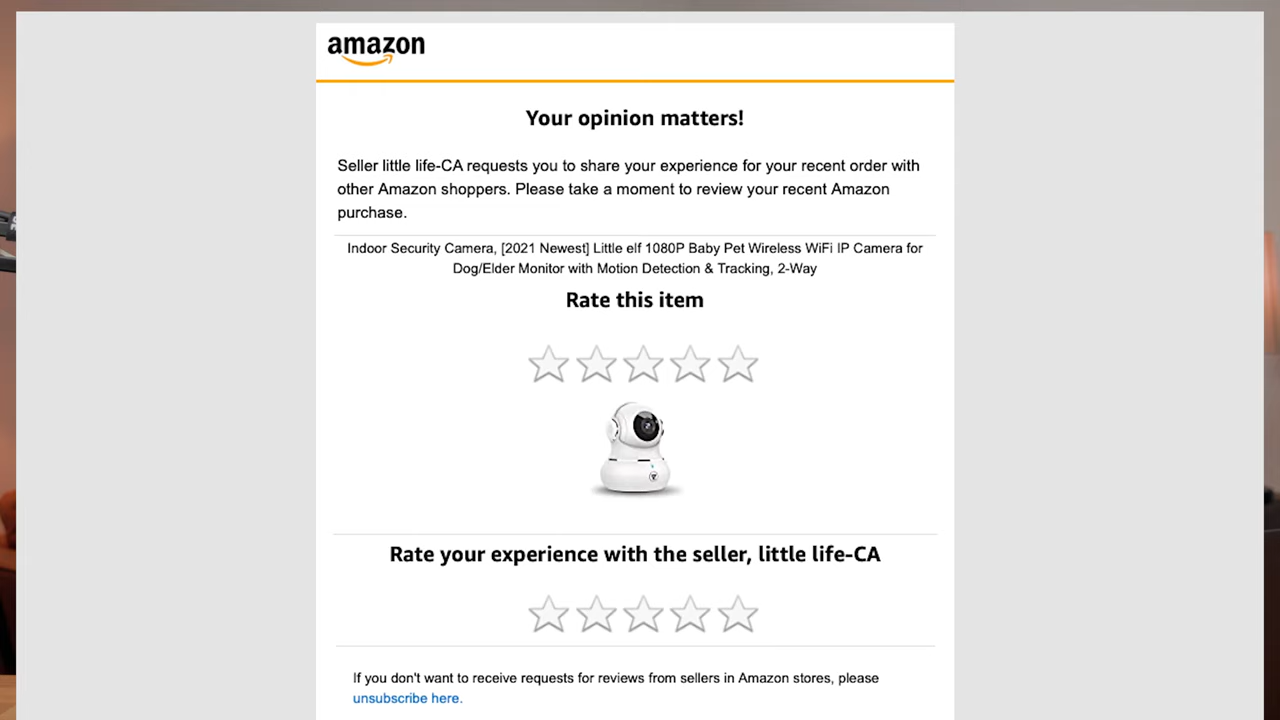 amazon
Your opinion matters!
Seller little life-CA requests you to share your experience for your recent order with
other Amazon shoppers. Please take a moment to review your recent Amazon
purchase.
Indoor Security Camera, [2021 Newest] Little elf 1080P Baby Pet Wireless WiFi IP Camera for
Dog/Elder Monitor with Motion Detection & Tracking, 2-Way
Rate this item
Rate your experience with the seller, little life-CA
If you don't want to receive requests for reviews from sellers in Amazon stores, please
unsubscribe here.